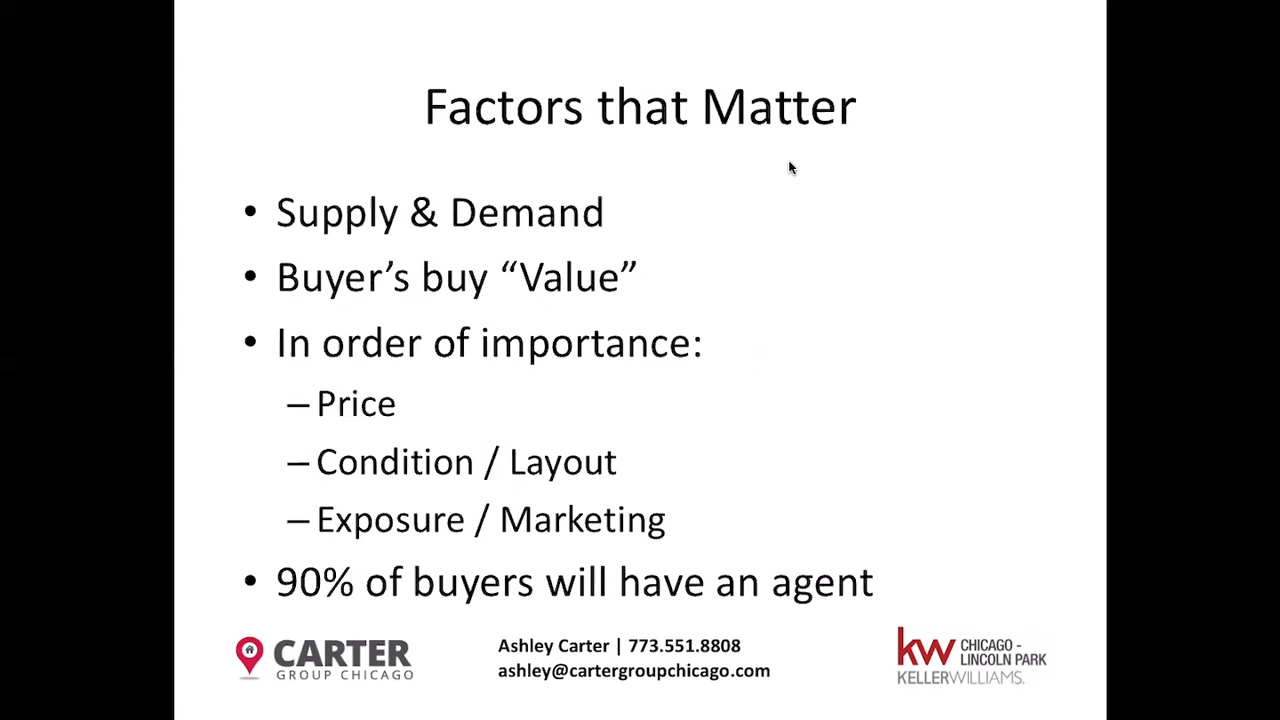 Factors that Matter
• Supply & Demand
• Buyer’s buy “Value”
• In order of importance:
– Price
– Condition / Layout
– Exposure / Marketing
• 90% of buyers will have an agent
CARTER
GROUP CHICAGO
Ashley Carter | 773.551.8808
ashley@cartergroupchicago.com
kw CHICAGO -
LINCOLN PARK
KELLERWILLIAMS.